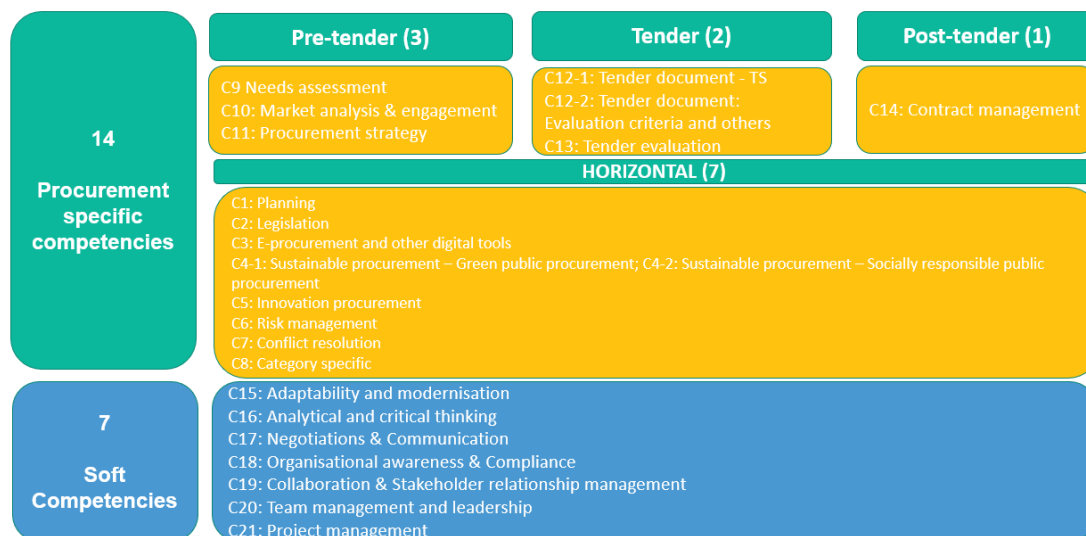 14
Procurement
specific
competencies
Pre-tender (3)
C9 Needs assessment
C10: Market analysis & engagement
C11: Procurement strategy
Tender (2)
C12-1: Tender document - TS
C12-2: Tender document:
Evaluation criteria and others
C13: Tender evaluation
Post-tender (1)
C14: Contract management
HORIZONTAL (7)
C1: Planning
C2: Legislation
C3: E-procurement and other digital tools
C4-1: Sustainable procurement – Green public procurement; C4-2: Sustainable procurement – Socially responsible public
procurement
C5: Innovation procurement
C6: Risk management
C7: Conflict resolution
C8: Category specific
7
Soft
Competencies
C15: Adaptability and modernisation
C16: Analytical and critical thinking
C17: Negotiations & Communication
C18: Organisational awareness & Compliance
C19: Collaboration & Stakeholder relationship management
C20: Team management and leadership
C21: Project management